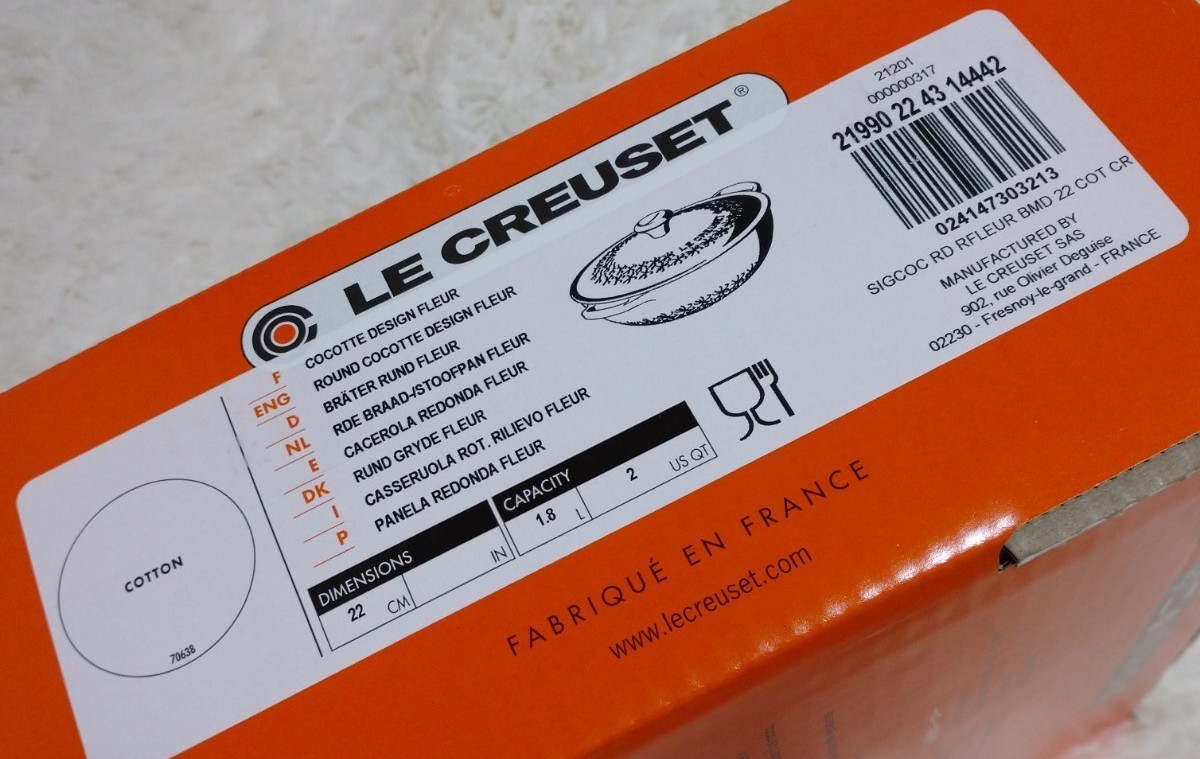 LE CREUSET ®
F COCOTTE DESIGN FLEUR
ENG ROUND COCOTTE DESIGN FLEUR
D BRÄTER RUND FLEUR
NL RDE BRAAD-/STOOFPAN FLEUR
E CACEROLA REDONDA FLEUR
DK RUND GRYDE FLEUR
I CASSERUOLA ROT. RILIEVO FLEUR
P PANELA REDONDA FLEUR
DIMENSIONS
22 CM IN
CAPACITY
1.8 L 2 US QT
COTTON
70638
21201
000000317
21990 22 43 14442
024147303213
SIGCOC RD RFLEUR BMD 22 COT CR
MANUFACTURED BY
LE CREUSET SAS
902, rue Olivier Deguise
02230 - Fresnoy-le-grand - FRANCE
FABRIQUÉ EN FRANCE
www.lecreuset.com